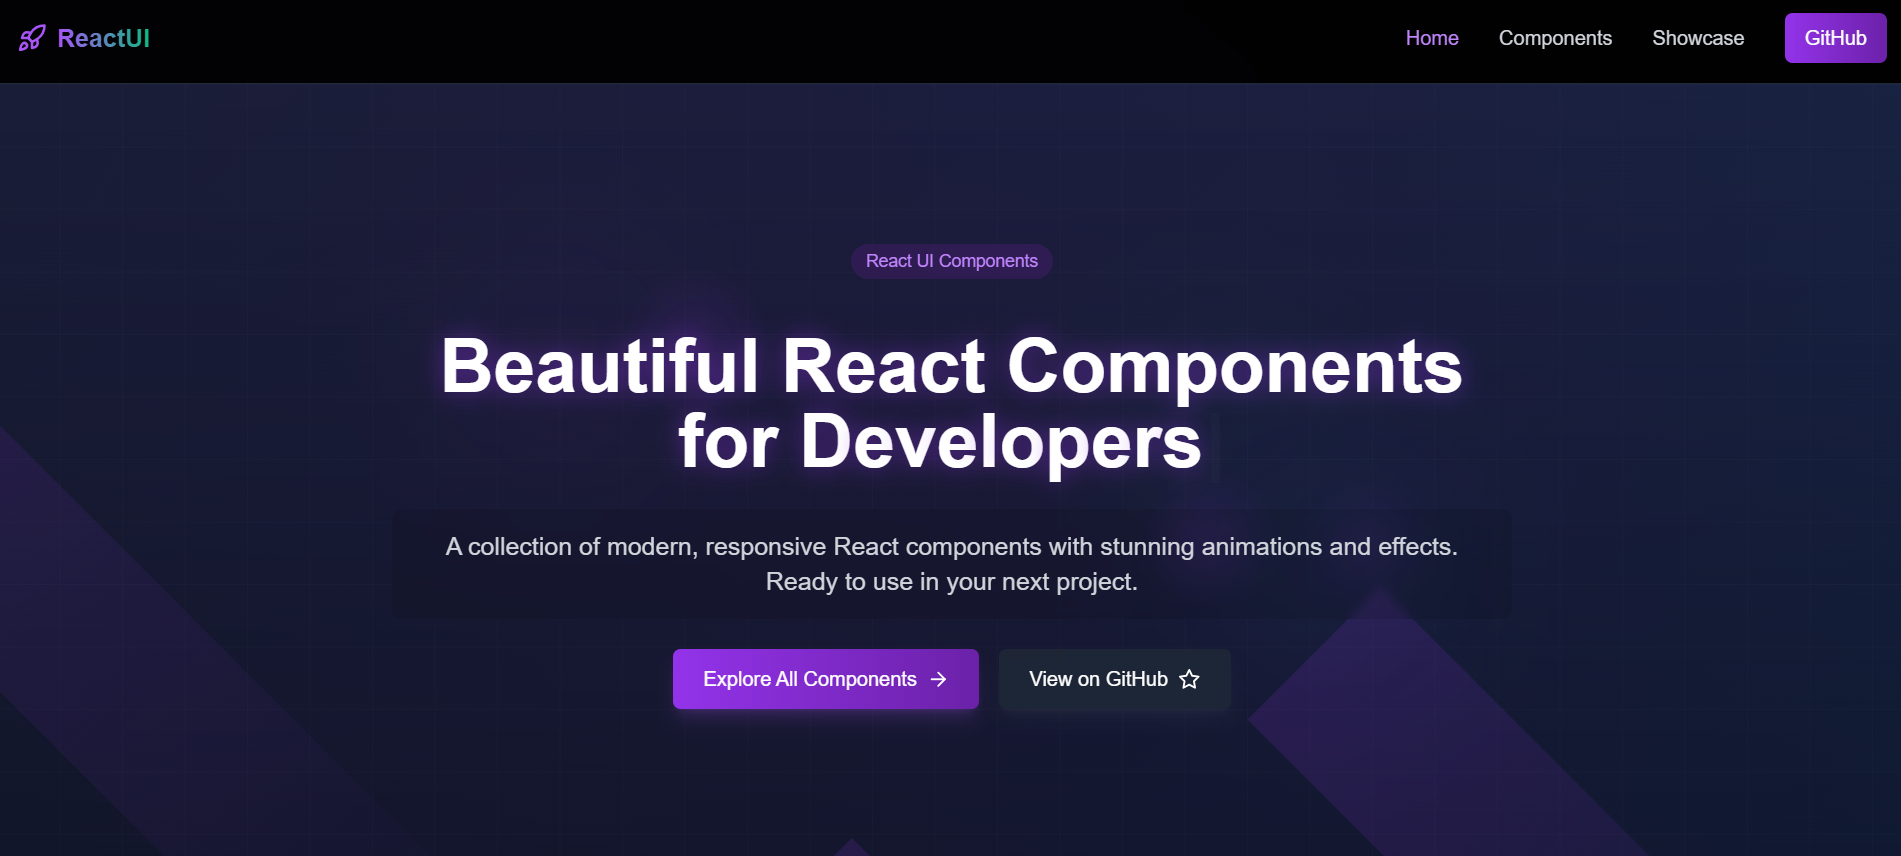 ReactUI
Home
Components
Showcase
GitHub
React UI Components
Beautiful React Components
for Developers
A collection of modern, responsive React components with stunning animations and effects.
Ready to use in your next project.
Explore All Components
View on GitHub